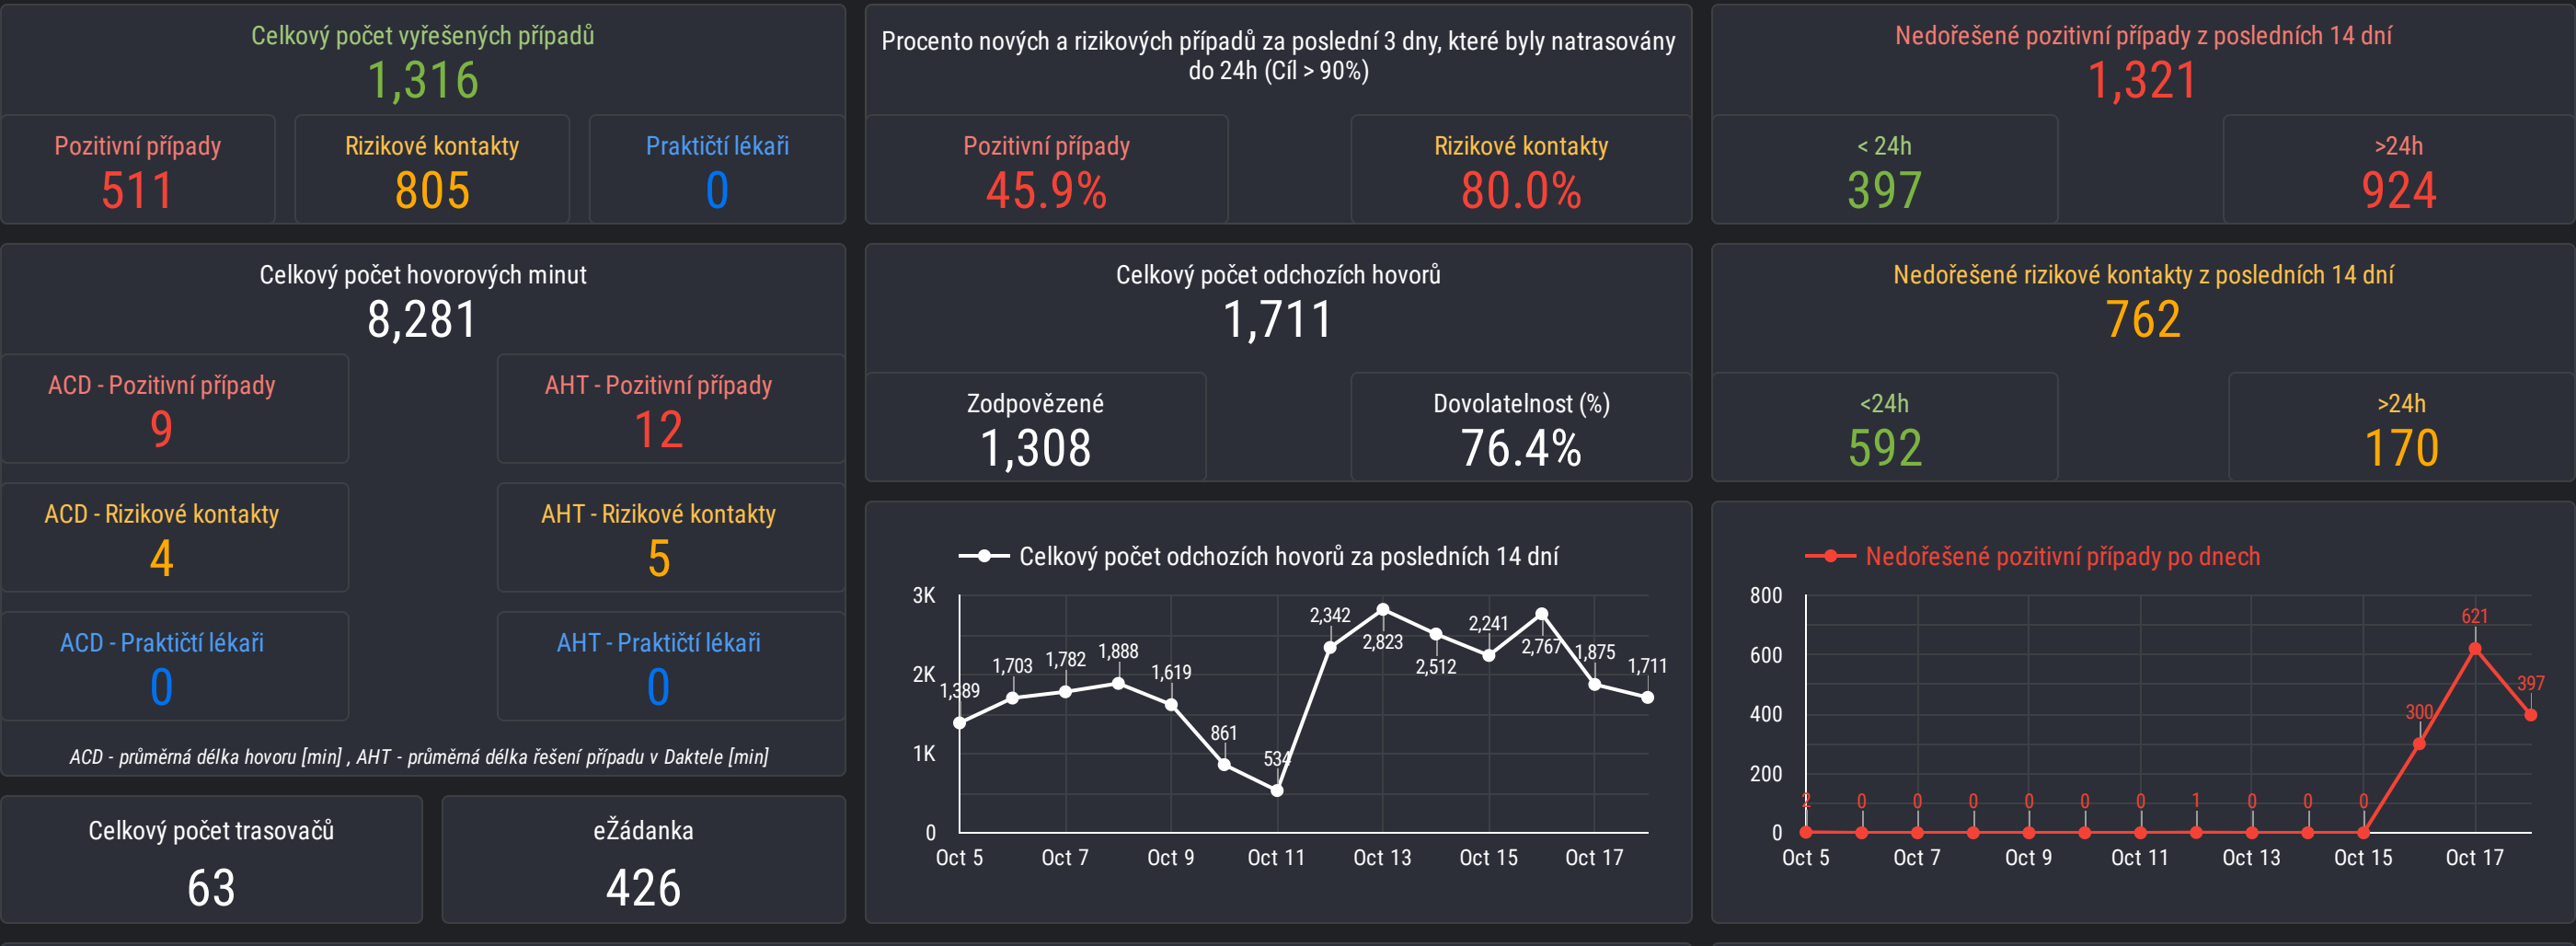 Celkový počet vyřešených případů
1,316
Pozitivní případy
511
Rizikové kontakty
805
Praktičtí lékaři
0
Procento nových a rizikových případů za poslední 3 dny, které byly natrasovány
do 24h (Cíl > 90%)
Pozitivní případy
45.9%
Rizikové kontakty
80.0%
Nedořešené pozitivní případy z posledních 14 dní
1,321
< 24h
397
>24h
924
Celkový počet hovorových minut
8,281
ACD - Pozitivní případy
9
AHT - Pozitivní případy
12
ACD - Rizikové kontakty
4
AHT - Rizikové kontakty
5
ACD - Praktičtí lékaři
0
AHT - Praktičtí lékaři
0
ACD - průměrná délka hovoru [min] , AHT - průměrná délka řešení případu v Daktele [min]
Celkový počet trasovačů
63
eŽádanka
426
Celkový počet odchozích hovorů
1,711
Zodpovězené
1,308
Dovolatelnost (%)
76.4%
Nedořešené rizikové kontakty z posledních 14 dní
762
<24h
592
>24h
170
Celkový počet odchozích hovorů za posledních 14 dní
3K
2K
1K
0
1,389
1,703
1,782
1,888
1,619
861
534
2,342
2,823
2,512
2,241
2,767
1,875
1,711
Oct 5 Oct 7 Oct 9 Oct 11 Oct 13 Oct 15 Oct 17
Nedořešené pozitivní případy po dnech
800
600
400
200
0
2 0 0 0 0 0 0 1 0 0 0
300
621
397
Oct 5 Oct 7 Oct 9 Oct 11 Oct 13 Oct 15 Oct 17